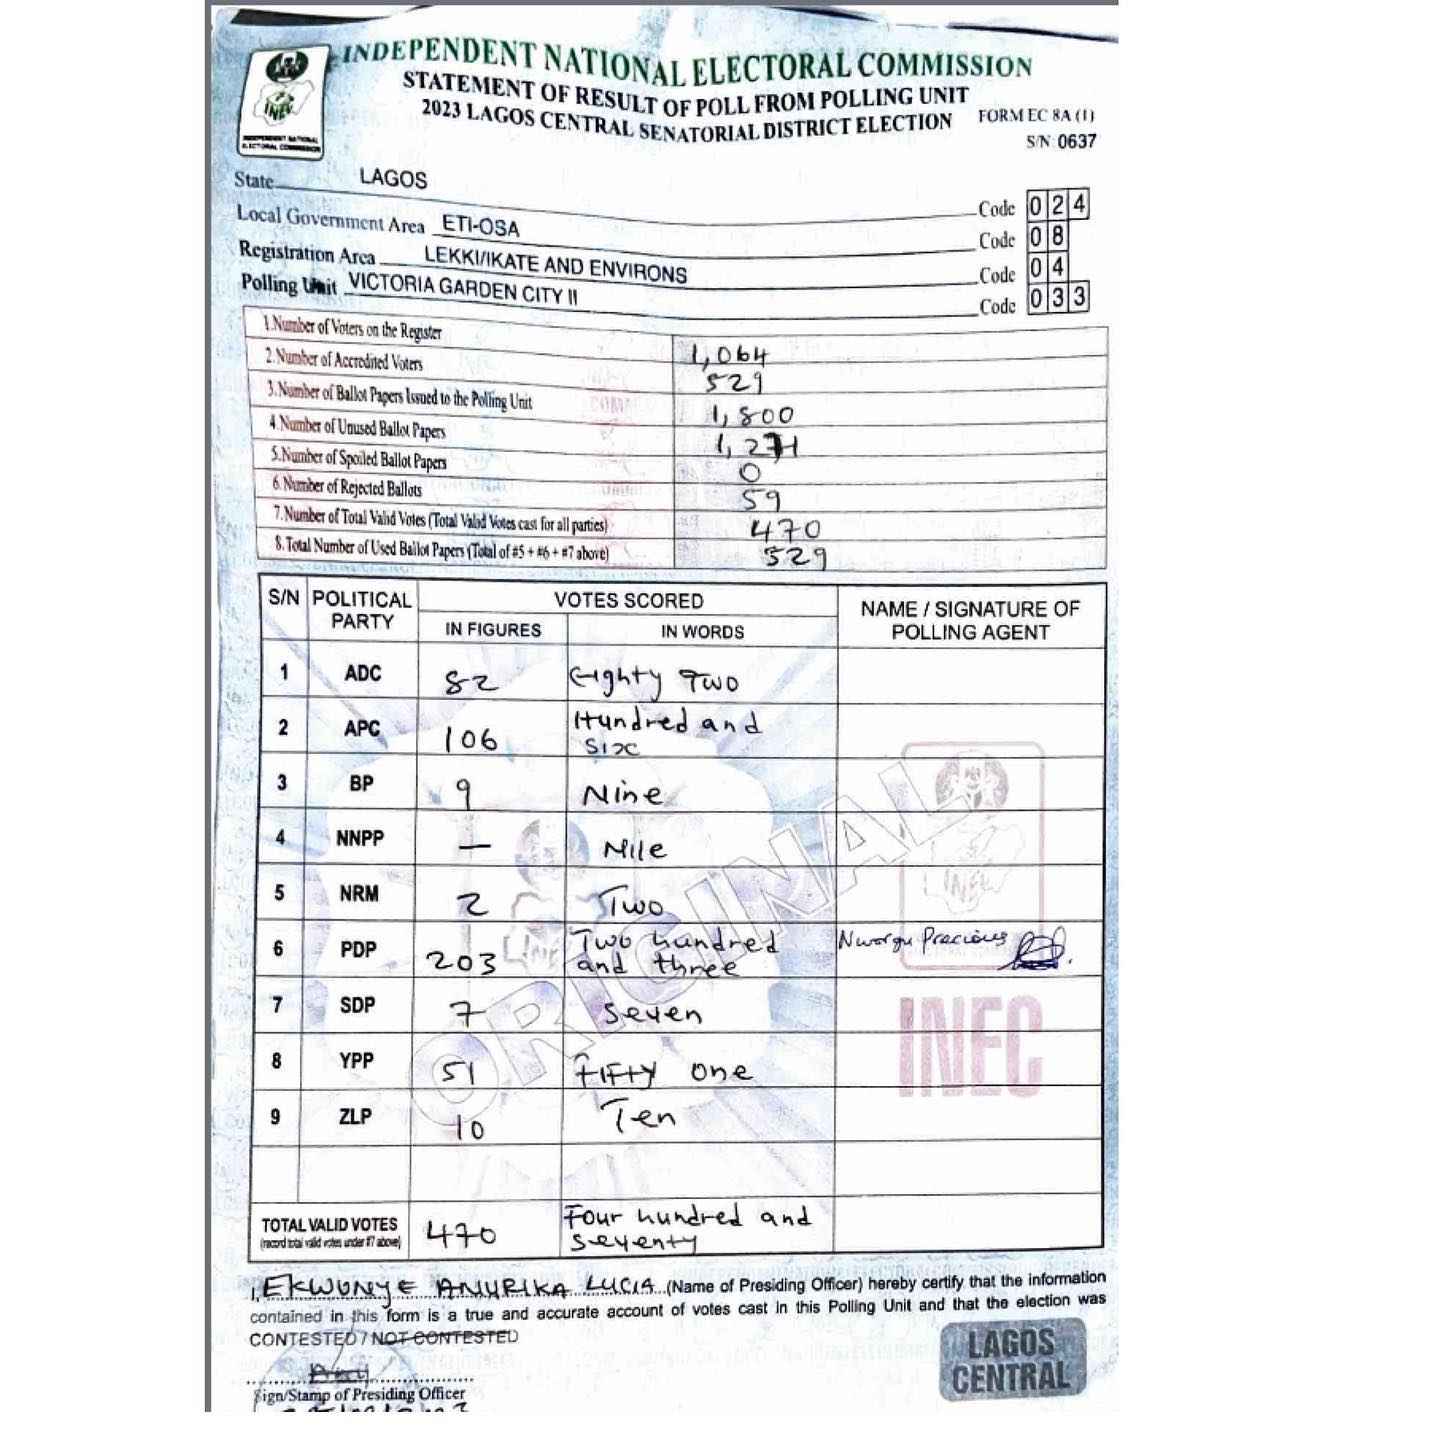 INDEPENDENT NATIONAL ELECTORAL COMMISSION
STATEMENT OF RESULT OF POLL FROM POLLING UNIT
2023 LAGOS CENTRAL SENATORIAL DISTRICT ELECTION
FORM EC 8A (1)
S/N: 0637
INEC
INDEPENDENT NATIONAL
ELECTORAL COMMISSION
State LAGOS Code 024
Local Government Area ETI-OSA Code 08
Registration Area LEKKI/IKATE AND ENVIRONS Code 04
Polling Unit VICTORIA GARDEN CITY II Code 033
1.Number of Voters on the Register 1,064
2.Number of Accredited Voters 529
3.Number of Ballot Papers Issued to the Polling Unit 1,800
4.Number of Unused Ballot Papers 1,271
5.Number of Spoiled Ballot Papers 0
6.Number of Rejected Ballots 59
7.Number of Total Valid Votes (Total Valid Votes cast for all parties) 470
8.Total Number of Used Ballot Papers (Total of #5 + #6 + #7 above) 529
S/N POLITICAL PARTY VOTES SCORED NAME / SIGNATURE OF POLLING AGENT
IN FIGURES IN WORDS
1 ADC 82 Eighty Two
2 APC 106 Hundred and six
3 BP 9 Nine
4 NNPP — Nile
5 NRM 2 Two
6 PDP 203 Two hundred and three Nworgu Precious
7 SDP 7 Seven
8 YPP 51 Fifty one
9 ZLP 10 Ten
TOTAL VALID VOTES 470 Four hundred and seventy
(record total valid votes under #7 above)
ORIGINAL
INEC
I, EKWUNYE ANURIKA LUCIA (Name of Presiding Officer) hereby certify that the information
contained in this form is a true and accurate account of votes cast in this Polling Unit and that the election was
CONTESTED / NOT CONTESTED
Sign/Stamp of Presiding Officer
LAGOS
CENTRAL